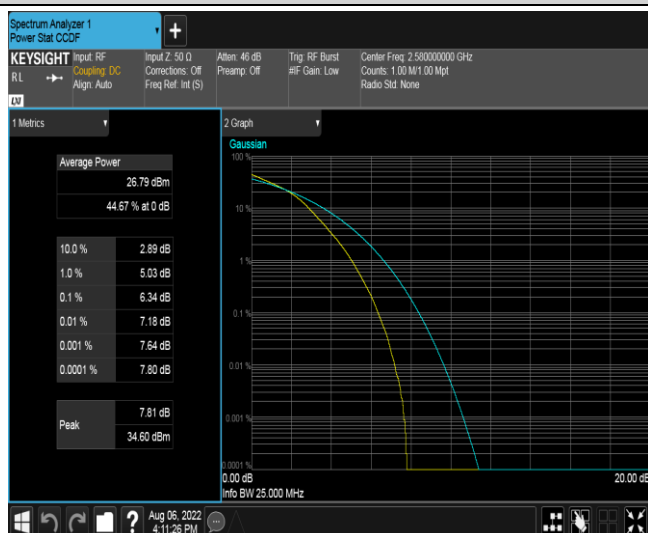 Spectrum Analyzer 1
Power Stat CCDF
+
KEYSIGHT
RL
LXI
Input: RF
Coupling: DC
Align: Auto
Input Z: 50 Ω
Corrections: Off
Freq Ref: Int (S)
Atten: 46 dB
Preamp: Off
Trig: RF Burst
#IF Gain: Low
Center Freq: 2.580000000 GHz
Counts: 1.00 M/1.00 Mpt
Radio Std: None
1 Metrics
Average Power
26.79 dBm
44.67 % at 0 dB
10.0 % 2.89 dB
1.0 % 5.03 dB
0.1 % 6.34 dB
0.01 % 7.18 dB
0.001 % 7.64 dB
0.0001 % 7.80 dB
Peak
7.81 dB
34.60 dBm
2 Graph
Gaussian
100 %
10 %
1 %
0.1 %
0.01 %
0.001 %
0.0001 %
0.00 dB
20.00 dB
Info BW 25.000 MHz
?
Aug 06, 2022
4:11:26 PM